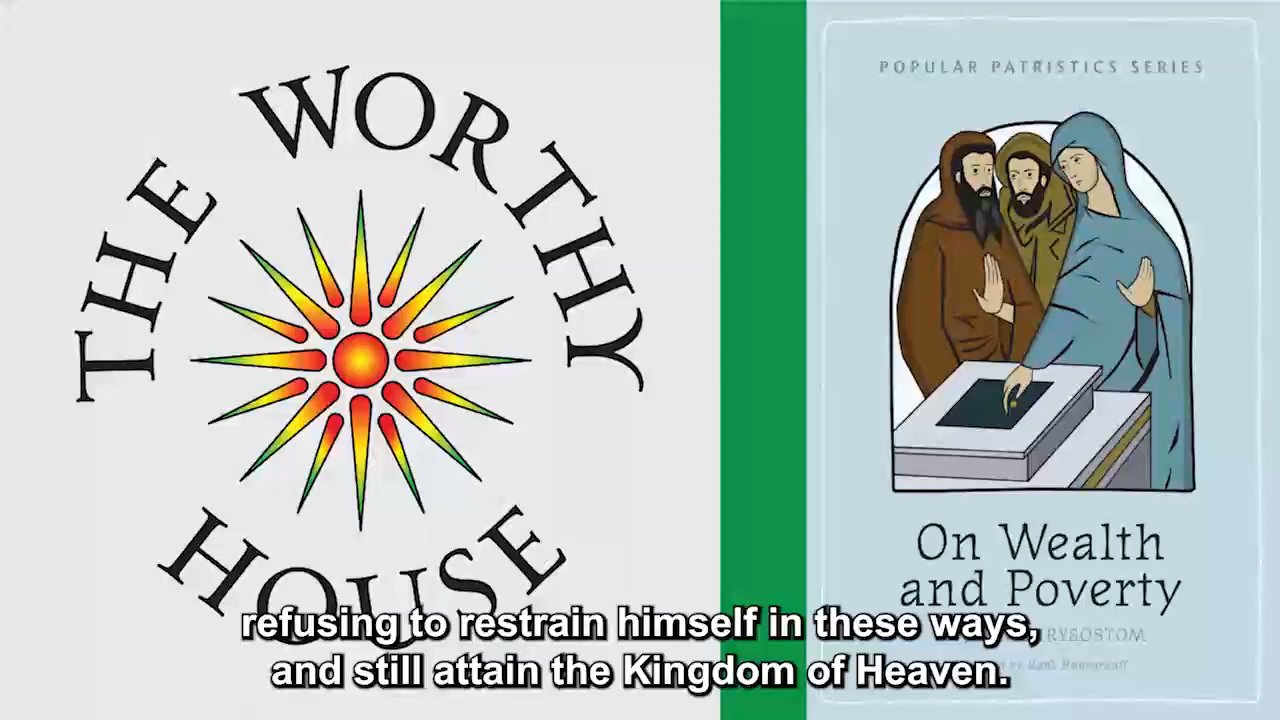 THE WORTHY
HOUSE
POPULAR PATRISTICS SERIES
On Wealth
and Poverty
refusing to restrain himself in these ways,
and still attain the Kingdom of Heaven.